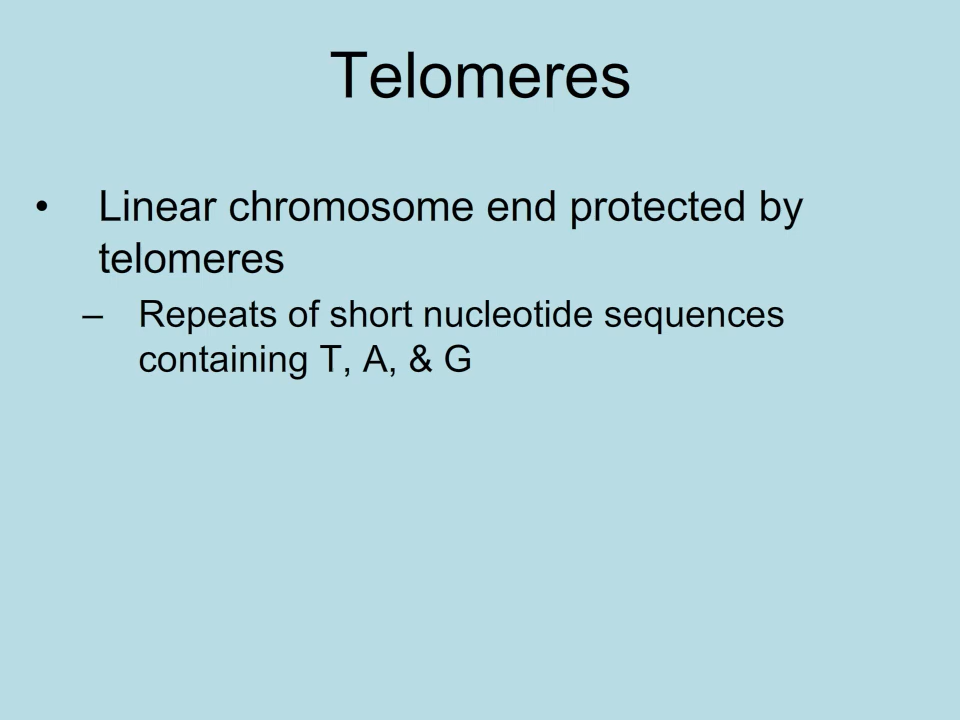 Telomeres
• Linear chromosome end protected by
telomeres
– Repeats of short nucleotide sequences
containing T, A, & G